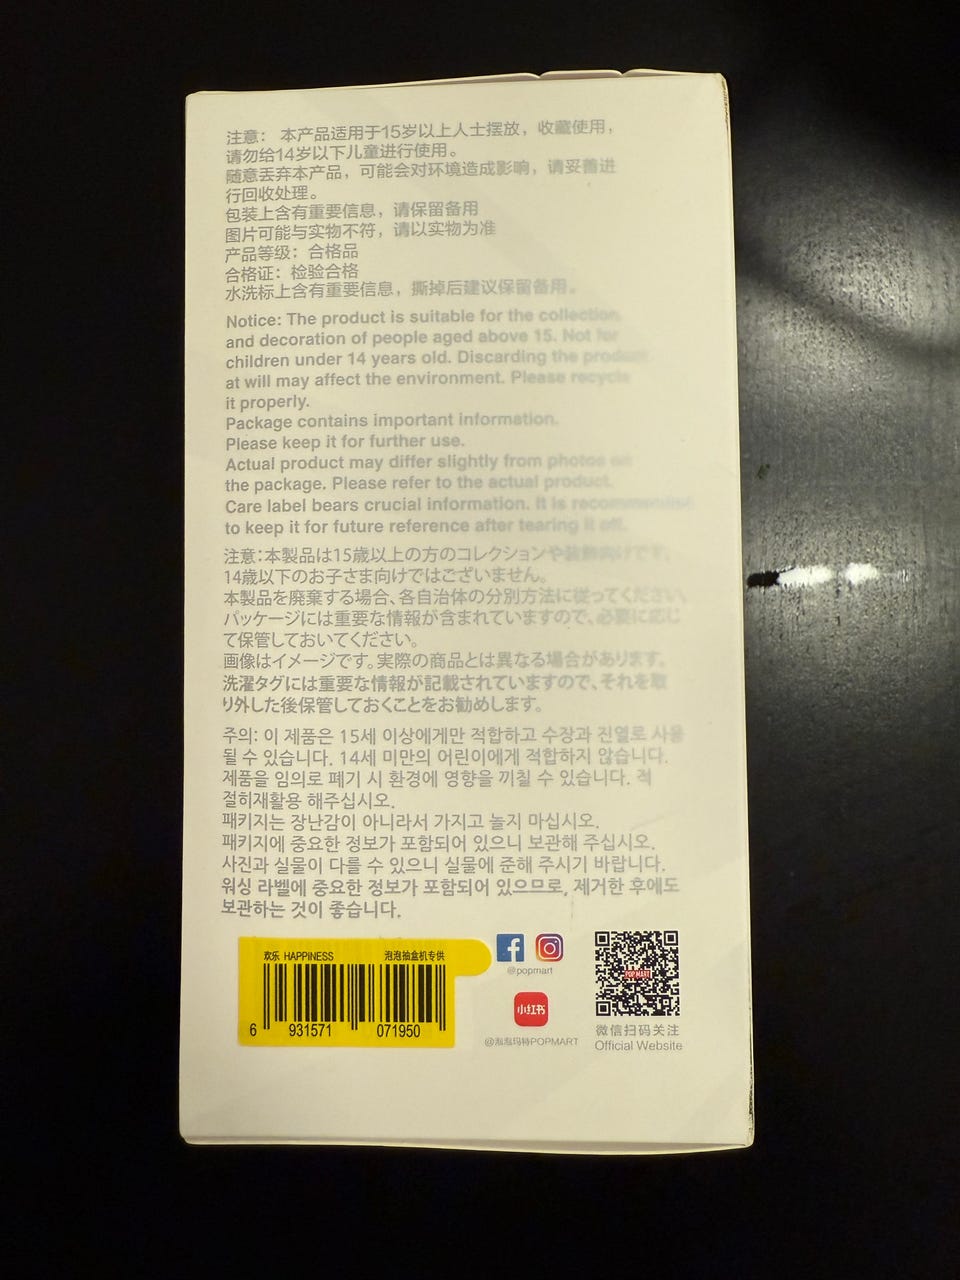 注意： 本产品适用于15岁以上人士摆放，收藏使用，
请勿给14岁以下儿童进行使用。
随意丢弃本产品，可能会对环境造成影响，请妥善进
行回收处理。
包装上含有重要信息，请保留备用
图片可能与实物不符，请以实物为准
产品等级：合格品
合格证：检验合格
水洗标上含有重要信息，撕掉后建议保留备用。
Notice: The product is suitable for the collection
and decoration of people aged above 15. Not for
children under 14 years old. Discarding the product
at will may affect the environment. Please recycle
it properly.
Package contains important information.
Please keep it for further use.
Actual product may differ slightly from photos on
the package. Please refer to the actual product.
Care label bears crucial information. It is recommended
to keep it for future reference after tearing it off.
注意：本製品は15歳以上の方のコレクションや装飾向けです。
14歳以下のお子さま向けではございません。
本製品を廃棄する場合、各自治体の分別方法に従ってください。
パッケージには重要な情報が含まれていますので、必要に応じ
て保管しておいてください。
画像はイメージです。実際の商品とは異なる場合があります。
洗濯タグには重要な情報が記載されていますので、それを取
り外した後保管しておくことをお勧めします。
주의: 이 제품은 15세 이상에게만 적합하고 수장과 진열로 사용
될 수 있습니다. 14세 미만의 어린이에게 적합하지 않습니다.
제품을 임의로 폐기 시 환경에 영향을 끼칠 수 있습니다. 적
절히재활용 해주십시오.
패키지는 장난감이 아니라서 가지고 놀지 마십시오.
패키지에 중요한 정보가 포함되어 있으니 보관해 주십시오.
사진과 실물이 다를 수 있으니 실물에 준해 주시기 바랍니다.
워싱 라벨에 중요한 정보가 포함되어 있으므로, 제거한 후에도
보관하는 것이 좋습니다.
欢乐 HAPPINESS 泡泡抽盒机专供
6 931571 071950
@popmart
小红书
@泡泡玛特POPMART
POP MART
微信扫码关注
Official Website